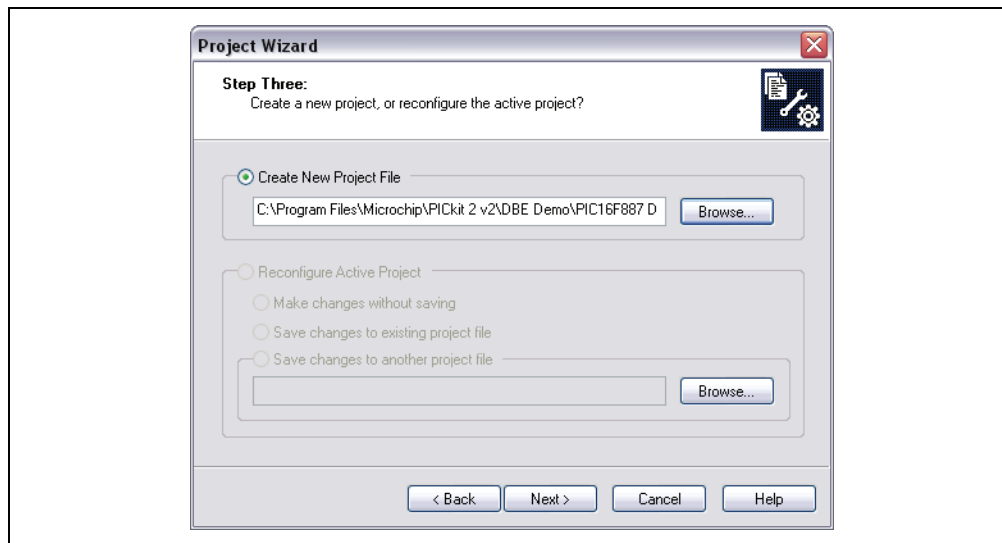 Project Wizard
Step Three:
Create a new project, or reconfigure the active project?
Create New Project File
C:\Program Files\Microchip\PICkit 2 v2\DBE Demo\PIC16F887 D
Browse...
Reconfigure Active Project
Make changes without saving
Save changes to existing project file
Save changes to another project file
Browse...
< Back Next > Cancel Help